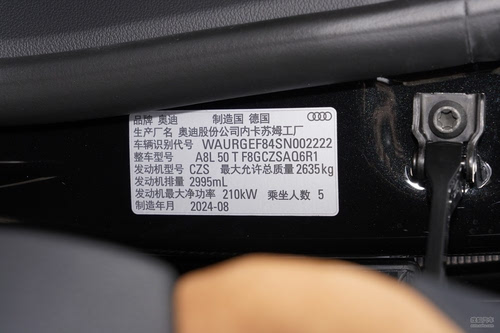 品牌 奥迪 制造国 德国
生产厂名 奥迪股份公司内卡苏姆工厂
车辆识别代号 WAURGEF84SN002222
整车型号 A8L 50 T F8GCZSAQ6R1
发动机型号 CZS 最大允许总质量 2635kg
发动机排量 2995mL
发动机最大净功率 210kW 乘坐人数 5
制造年月 2024-08